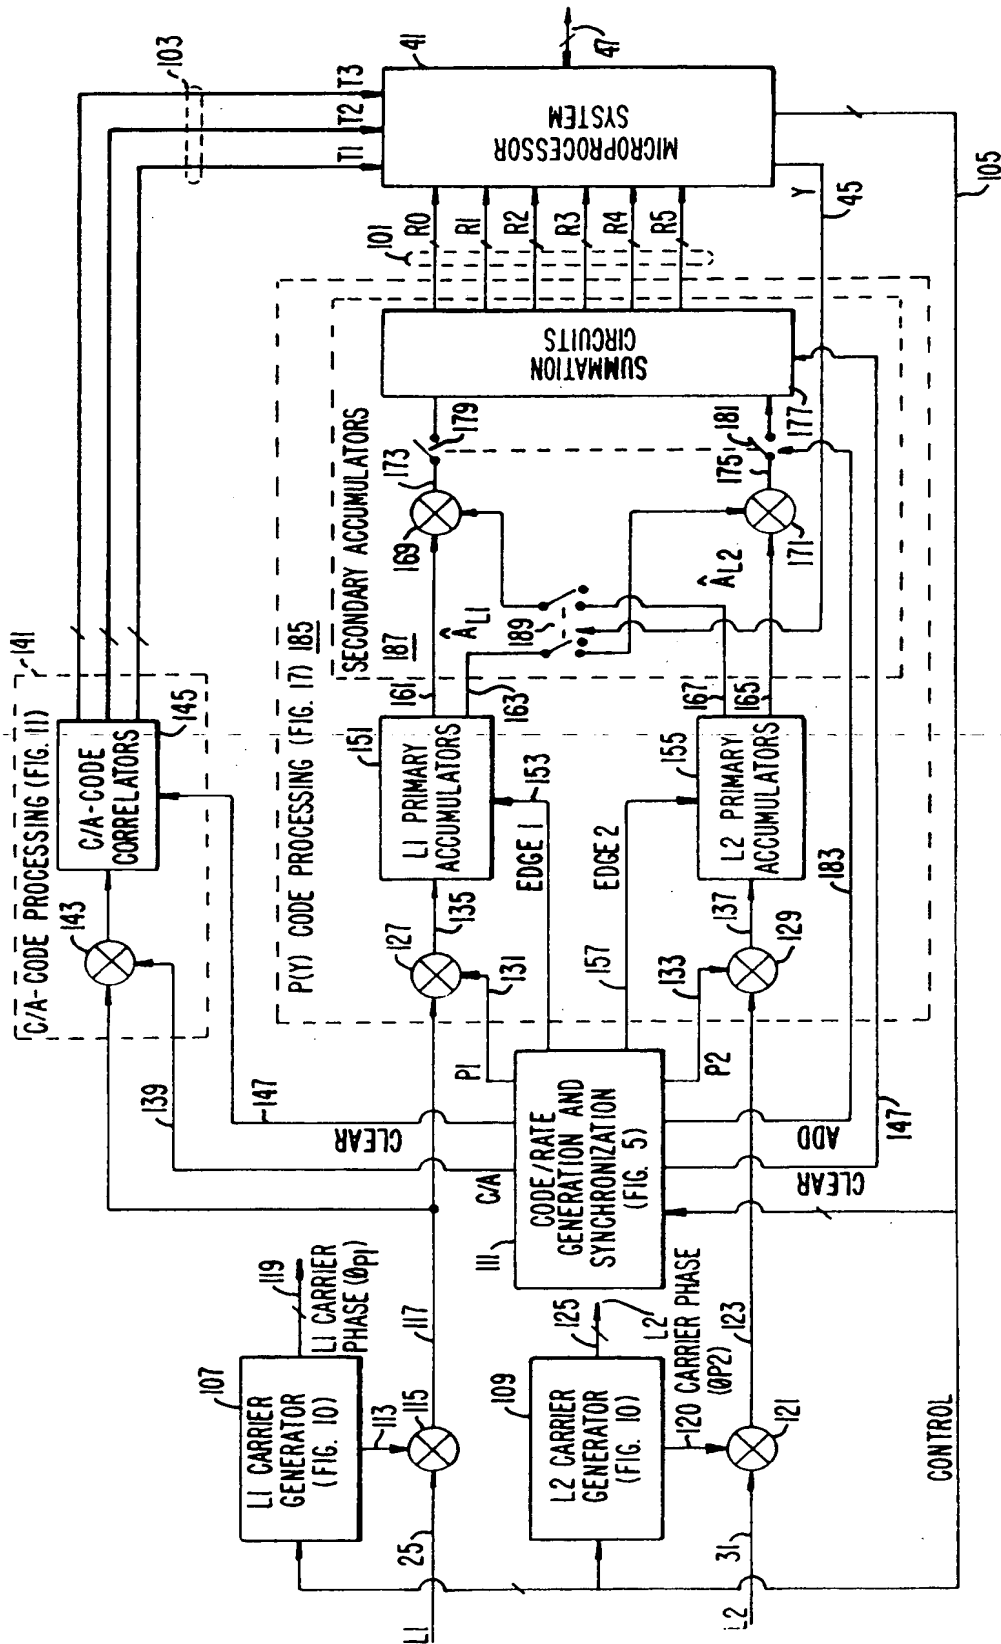 C/A-CODE PROCESSING (FIG. 11)
141
143
C/A-CODE
CORRELATORS
145
103
T1
T2
T3
139
147
CLEAR
C/A
107
L1 CARRIER
GENERATOR
(FIG. 10)
119
L1 CARRIER
PHASE (ØP1)
113
115
117
L1
25
P(Y) CODE PROCESSING (FIG. 17) 185
127
131
P1
135
151
L1 PRIMARY
ACCUMULATORS
153
EDGE 1
161
163
187
ÂL1
SECONDARY ACCUMULATORS
169
173
179
189
SUMMATION
CIRCUITS
177
101
R0
R1
R2
R3
R4
R5
41
MICROPROCESSOR
SYSTEM
47
Y
45
105
111
CODE/RATE
GENERATION AND
SYNCHRONIZATION
(FIG. 5)
EDGE 2
157
133
P2
129
137
155
L2 PRIMARY
ACCUMULATORS
167
165
ÂL2
171
175
181
183
ADD
147
CLEAR
109
L2 CARRIER
GENERATOR
(FIG. 10)
125
L2
CARRIER PHASE
(ØP2)
120
121
123
L2
31
CONTROL